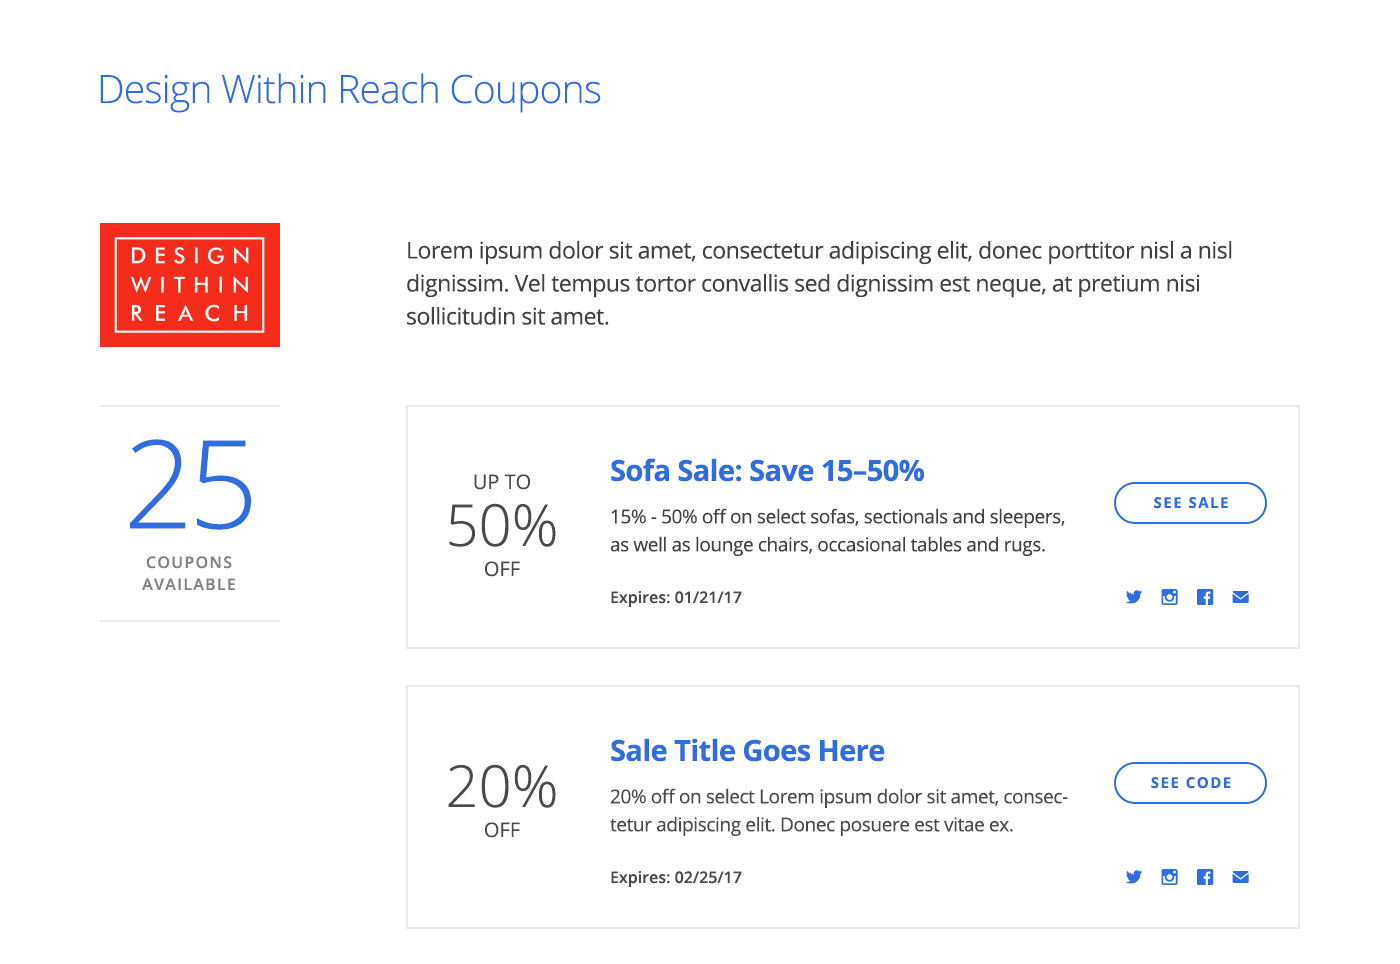 Design Within Reach Coupons
DESIGN
WITHIN
REACH
Lorem ipsum dolor sit amet, consectetur adipiscing elit, donec porttitor nisl a nisl
dignissim. Vel tempus tortor convallis sed dignissim est neque, at pretium nisi
sollicitudin sit amet.
25
COUPONS
AVAILABLE
UP TO
50%
OFF
Sofa Sale: Save 15–50%
15% - 50% off on select sofas, sectionals and sleepers,
as well as lounge chairs, occasional tables and rugs.
Expires: 01/21/17
SEE SALE
20%
OFF
Sale Title Goes Here
20% off on select Lorem ipsum dolor sit amet, consec-
tetur adipiscing elit. Donec posuere est vitae ex.
Expires: 02/25/17
SEE CODE